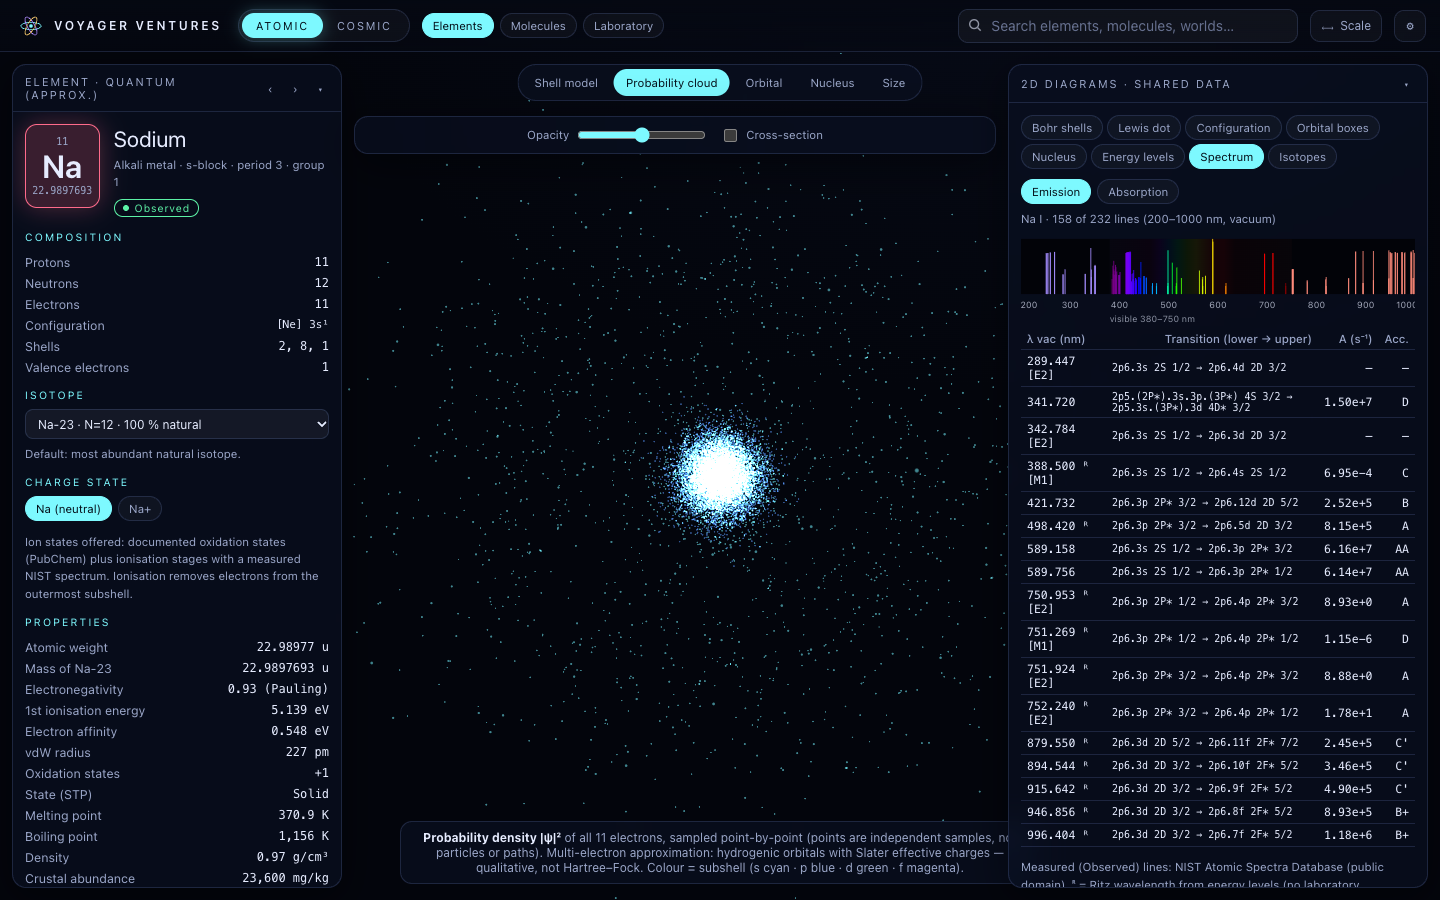 VOYAGER VENTURES
ATOMIC
COSMIC
Elements
Molecules
Laboratory
Search elements, molecules, worlds...
Scale
ELEMENT · QUANTUM
(APPROX.)
11
Na
22.9897693
Sodium
Alkali metal · s-block · period 3 · group
1
Observed
COMPOSITION
Protons 11
Neutrons 12
Electrons 11
Configuration [Ne] 3s¹
Shells 2, 8, 1
Valence electrons 1
ISOTOPE
Na-23 · N=12 · 100 % natural
Default: most abundant natural isotope.
CHARGE STATE
Na (neutral)
Na+
Ion states offered: documented oxidation states
(PubChem) plus ionisation stages with a measured
NIST spectrum. Ionisation removes electrons from the
outermost subshell.
PROPERTIES
Atomic weight 22.98977 u
Mass of Na-23 22.9897693 u
Electronegativity 0.93 (Pauling)
1st ionisation energy 5.139 eV
Electron affinity 0.548 eV
vdW radius 227 pm
Oxidation states +1
State (STP) Solid
Melting point 370.9 K
Boiling point 1,156 K
Density 0.97 g/cm³
Crustal abundance 23,600 mg/kg
Shell model
Probability cloud
Orbital
Nucleus
Size
Opacity
Cross-section
Probability density |ψ|² of all 11 electrons, sampled point-by-point (points are independent samples, no
particles or paths). Multi-electron approximation: hydrogenic orbitals with Slater effective charges —
qualitative, not Hartree–Fock. Colour = subshell (s cyan · p blue · d green · f magenta).
2D DIAGRAMS · SHARED DATA
Bohr shells
Lewis dot
Configuration
Orbital boxes
Nucleus
Energy levels
Spectrum
Isotopes
Emission
Absorption
Na I · 158 of 232 lines (200–1000 nm, vacuum)
200 300 400 500 600 700 800 900 1000
visible 380–750 nm
λ vac (nm) Transition (lower → upper) A (s⁻¹) Acc.
289.447 [E2] 2p6.3s 2S 1/2 → 2p6.4d 2D 3/2 — —
341.720 2p5.(2P*).3s.3p.(3P*) 4S 3/2 →
2p5.3s.(3P*).3d 4D* 3/2 1.50e+7 D
342.784 [E2] 2p6.3s 2S 1/2 → 2p6.3d 2D 3/2 — —
388.500 ᴿ [M1] 2p6.3s 2S 1/2 → 2p6.4s 2S 1/2 6.95e−4 C
421.732 2p6.3p 2P* 3/2 → 2p6.12d 2D 5/2 2.52e+5 B
498.420 ᴿ 2p6.3p 2P* 3/2 → 2p6.5d 2D 3/2 8.15e+5 A
589.158 2p6.3s 2S 1/2 → 2p6.3p 2P* 3/2 6.16e+7 AA
589.756 2p6.3s 2S 1/2 → 2p6.3p 2P* 1/2 6.14e+7 AA
750.953 ᴿ [E2] 2p6.3p 2P* 1/2 → 2p6.4p 2P* 3/2 8.93e+0 A
751.269 ᴿ [M1] 2p6.3p 2P* 1/2 → 2p6.4p 2P* 1/2 1.15e−6 D
751.924 ᴿ [E2] 2p6.3p 2P* 3/2 → 2p6.4p 2P* 3/2 8.88e+0 A
752.240 ᴿ [E2] 2p6.3p 2P* 3/2 → 2p6.4p 2P* 1/2 1.78e+1 A
879.550 ᴿ 2p6.3d 2D 5/2 → 2p6.11f 2F* 7/2 2.45e+5 C'
894.544 ᴿ 2p6.3d 2D 3/2 → 2p6.10f 2F* 5/2 3.46e+5 C'
915.642 ᴿ 2p6.3d 2D 3/2 → 2p6.9f 2F* 5/2 4.90e+5 C'
946.856 ᴿ 2p6.3d 2D 3/2 → 2p6.8f 2F* 5/2 8.93e+5 B+
996.404 ᴿ 2p6.3d 2D 3/2 → 2p6.7f 2F* 5/2 1.18e+6 B+
Measured (Observed) lines: NIST Atomic Spectra Database (public
domain). ᴿ = Ritz wavelength from energy levels (no laboratory